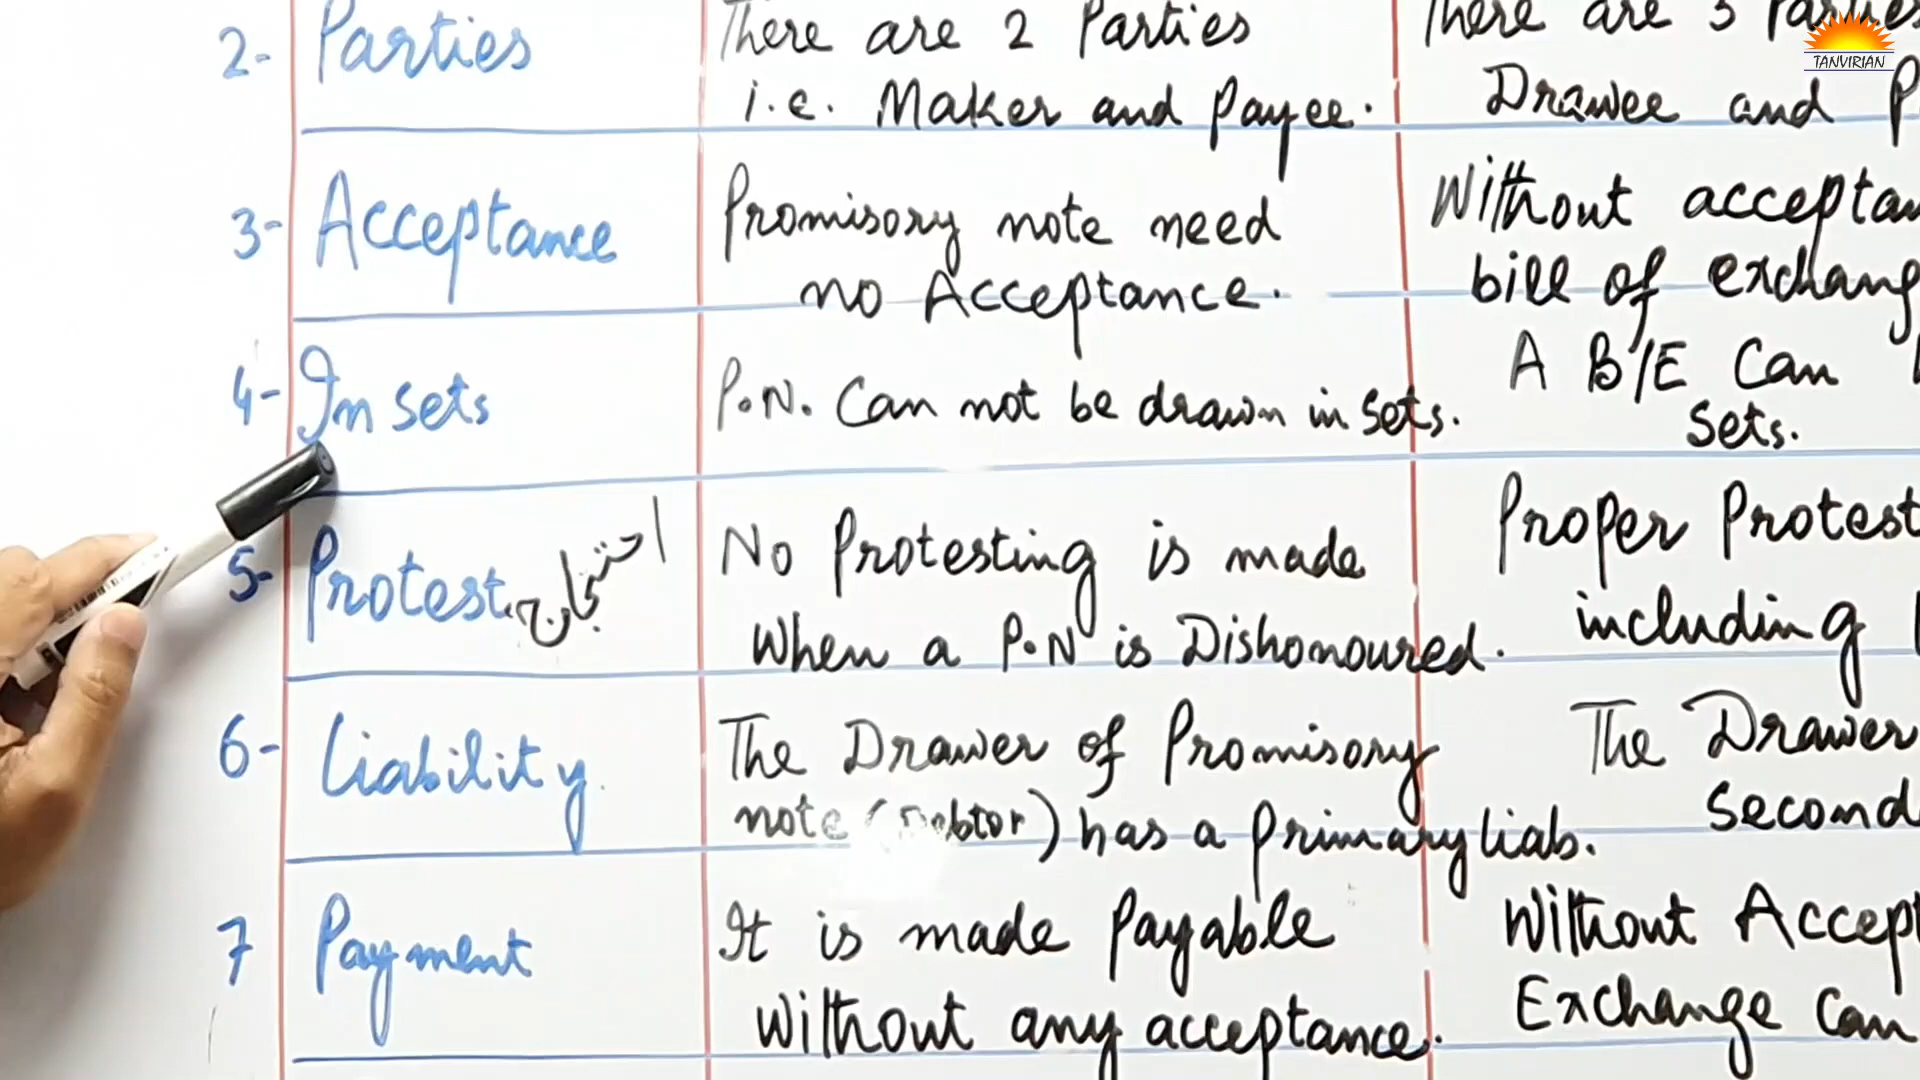 2- Parties
There are 2 Parties
i.e. Maker and Payee.
There are 3 Parties
Drawee and P
TANVIRIAN
3- Acceptance
Promisory note need
no Acceptance.
Without acceptan
bill of exchang
4- In sets
P.N. Can not be drawn in sets.
A B/E Can
Sets.
5- Protest. احتجاج
No Protesting is made
When a P.N is Dishonoured.
Proper Protest
including
6- Liability.
The Drawer of Promisory
note (Debtor) has a Primary liab.
The Drawer
Second
7 Payment
It is made Payable
Without any acceptance.
Without Accept
Exchange Can